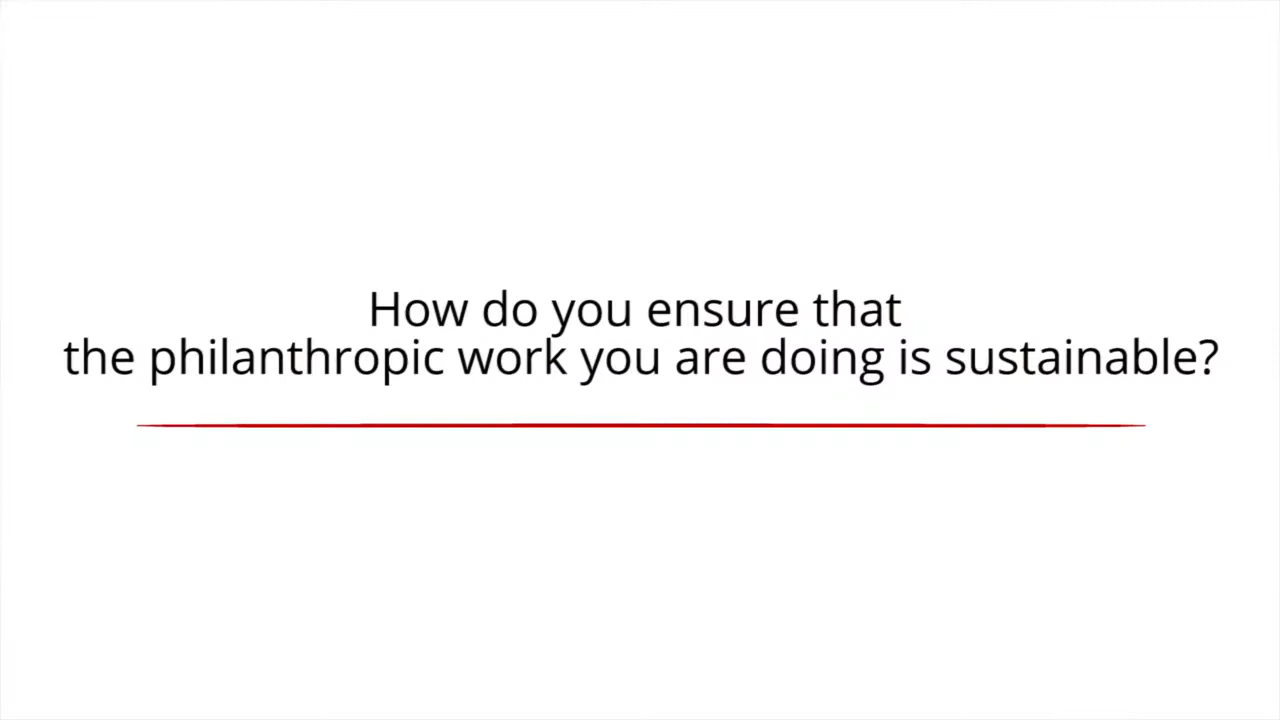 How do you ensure that
the philanthropic work you are doing is sustainable?